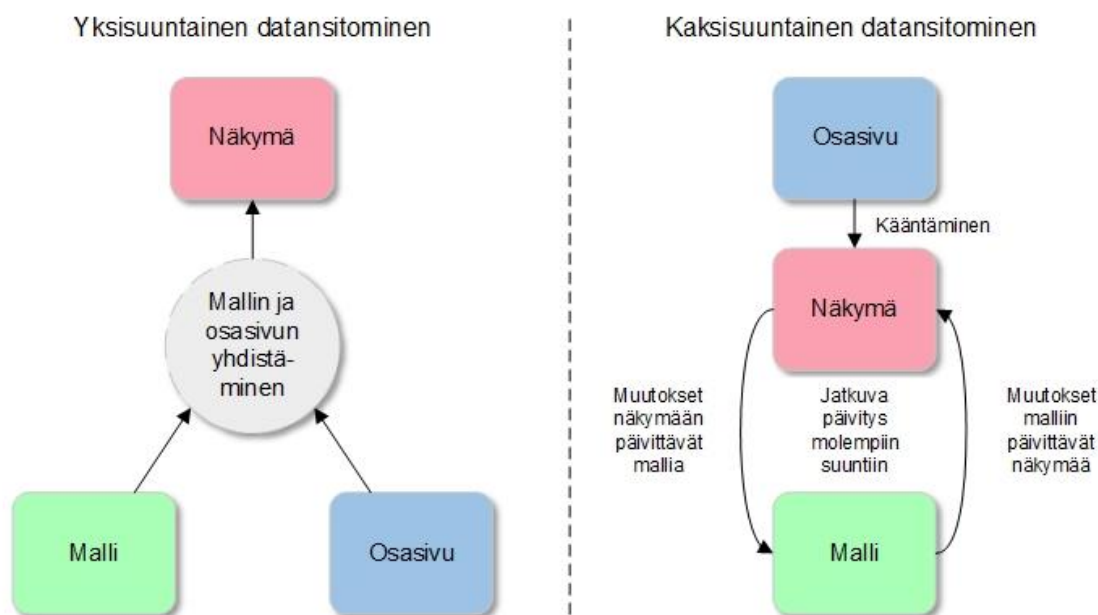 Yksisuuntainen datansitominen
Näkymä
Mallin ja
osasivun
yhdistä-
minen
Malli
Osasivu
Kaksisuuntainen datansitominen
Osasivu
Kääntäminen
Näkymä
Muutokset
näkymään
päivittävät
mallia
Jatkuva
päivitys
molempiin
suuntiin
Muutokset
malliin
päivittävät
näkymää
Malli